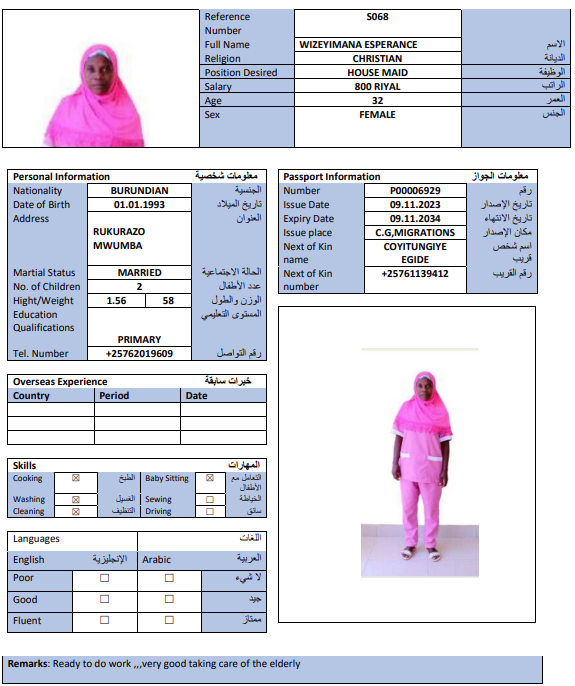 Reference Number S068
Full Name WIZEYIMANA ESPERANCE الاسم
Religion CHRISTIAN الديانة
Position Desired HOUSE MAID الوظيفة
Salary 800 RIYAL الراتب
Age 32 العمر
Sex FEMALE الجنس
Personal Information معلومات شخصية
Nationality BURUNDIAN الجنسية
Date of Birth 01.01.1993 تاريخ الميلاد
Address RUKURAZO MWUMBA العنوان
Martial Status MARRIED الحالة الاجتماعية
No. of Children 2 عدد الأطفال
Hight/Weight 1.56 58 الوزن والطول
Education Qualifications PRIMARY المستوى التعليمي
Tel. Number +25762019609 رقم التواصل
Passport Information معلومات الجواز
Number P00006929 رقم
Issue Date 09.11.2023 تاريخ الإصدار
Expiry Date 09.11.2034 تاريخ الانتهاء
Issue place C.G,MIGRATIONS مكان الإصدار
Next of Kin name COYITUNGIYE EGIDE اسم شخص قريب
Next of Kin number +25761139412 رقم القريب
Overseas Experience خبرات سابقة
Country Period Date
Skills المهارات
Cooking ☒ الطبخ Baby Sitting ☒ التعامل مع الأطفال
Washing ☒ الغسيل Sewing ☐ الخياطة
Cleaning ☒ التنظيف Driving ☐ سائق
Languages اللغات
English الإنجليزية Arabic العربية
Poor ☐ ☐ لا شيء
Good ☐ ☐ جيد
Fluent ☐ ☐ ممتاز
Remarks: Ready to do work ,,,very good taking care of the elderly